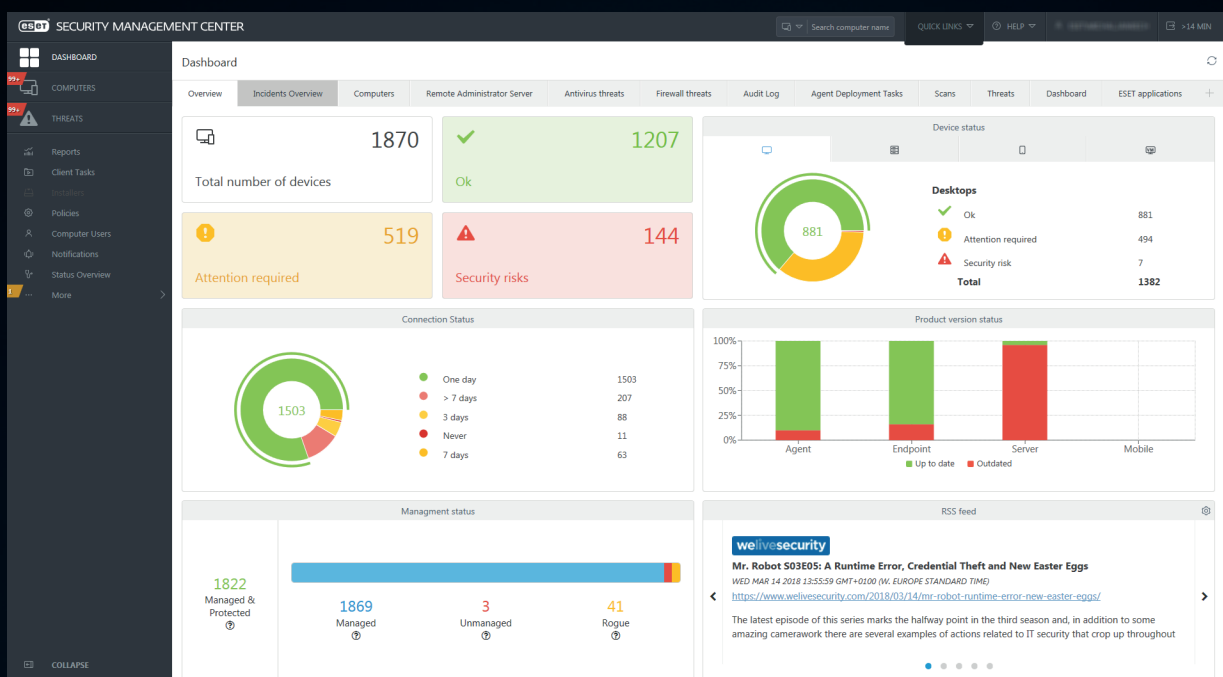 eseT SECURITY MANAGEMENT CENTER
Search computer name
QUICK LINKS
HELP
>14 MIN
DASHBOARD
99+
COMPUTERS
99+
THREATS
Reports
Client Tasks
Installers
Policies
Computer Users
Notifications
Status Overview
More
COLLAPSE
Dashboard
Overview Incidents Overview Computers Remote Administrator Server Antivirus threats Firewall threats Audit Log Agent Deployment Tasks Scans Threats Dashboard ESET applications
1870
Total number of devices
1207
Ok
519
Attention required
144
Security risks
Device status
881
Desktops
Ok 881
Attention required 494
Security risk 7
Total 1382
Connection Status
1503
One day 1503
> 7 days 207
3 days 88
Never 11
7 days 63
Product version status
100%
75%
50%
25%
0%
Agent Endpoint Server Mobile
Up to date Outdated
Managment status
1822
Managed &
Protected
1869
Managed
3
Unmanaged
41
Rogue
RSS feed
welivesecurity
Mr. Robot S03E05: A Runtime Error, Credential Theft and New Easter Eggs
WED MAR 14 2018 13:55:59 GMT+0100 (W. EUROPE STANDARD TIME)
https://www.welivesecurity.com/2018/03/14/mr-robot-runtime-error-new-easter-eggs/
The latest episode of this series marks the halfway point in the third season and, in addition to some
amazing camerawork there are several examples of actions related to IT security that crop up throughout